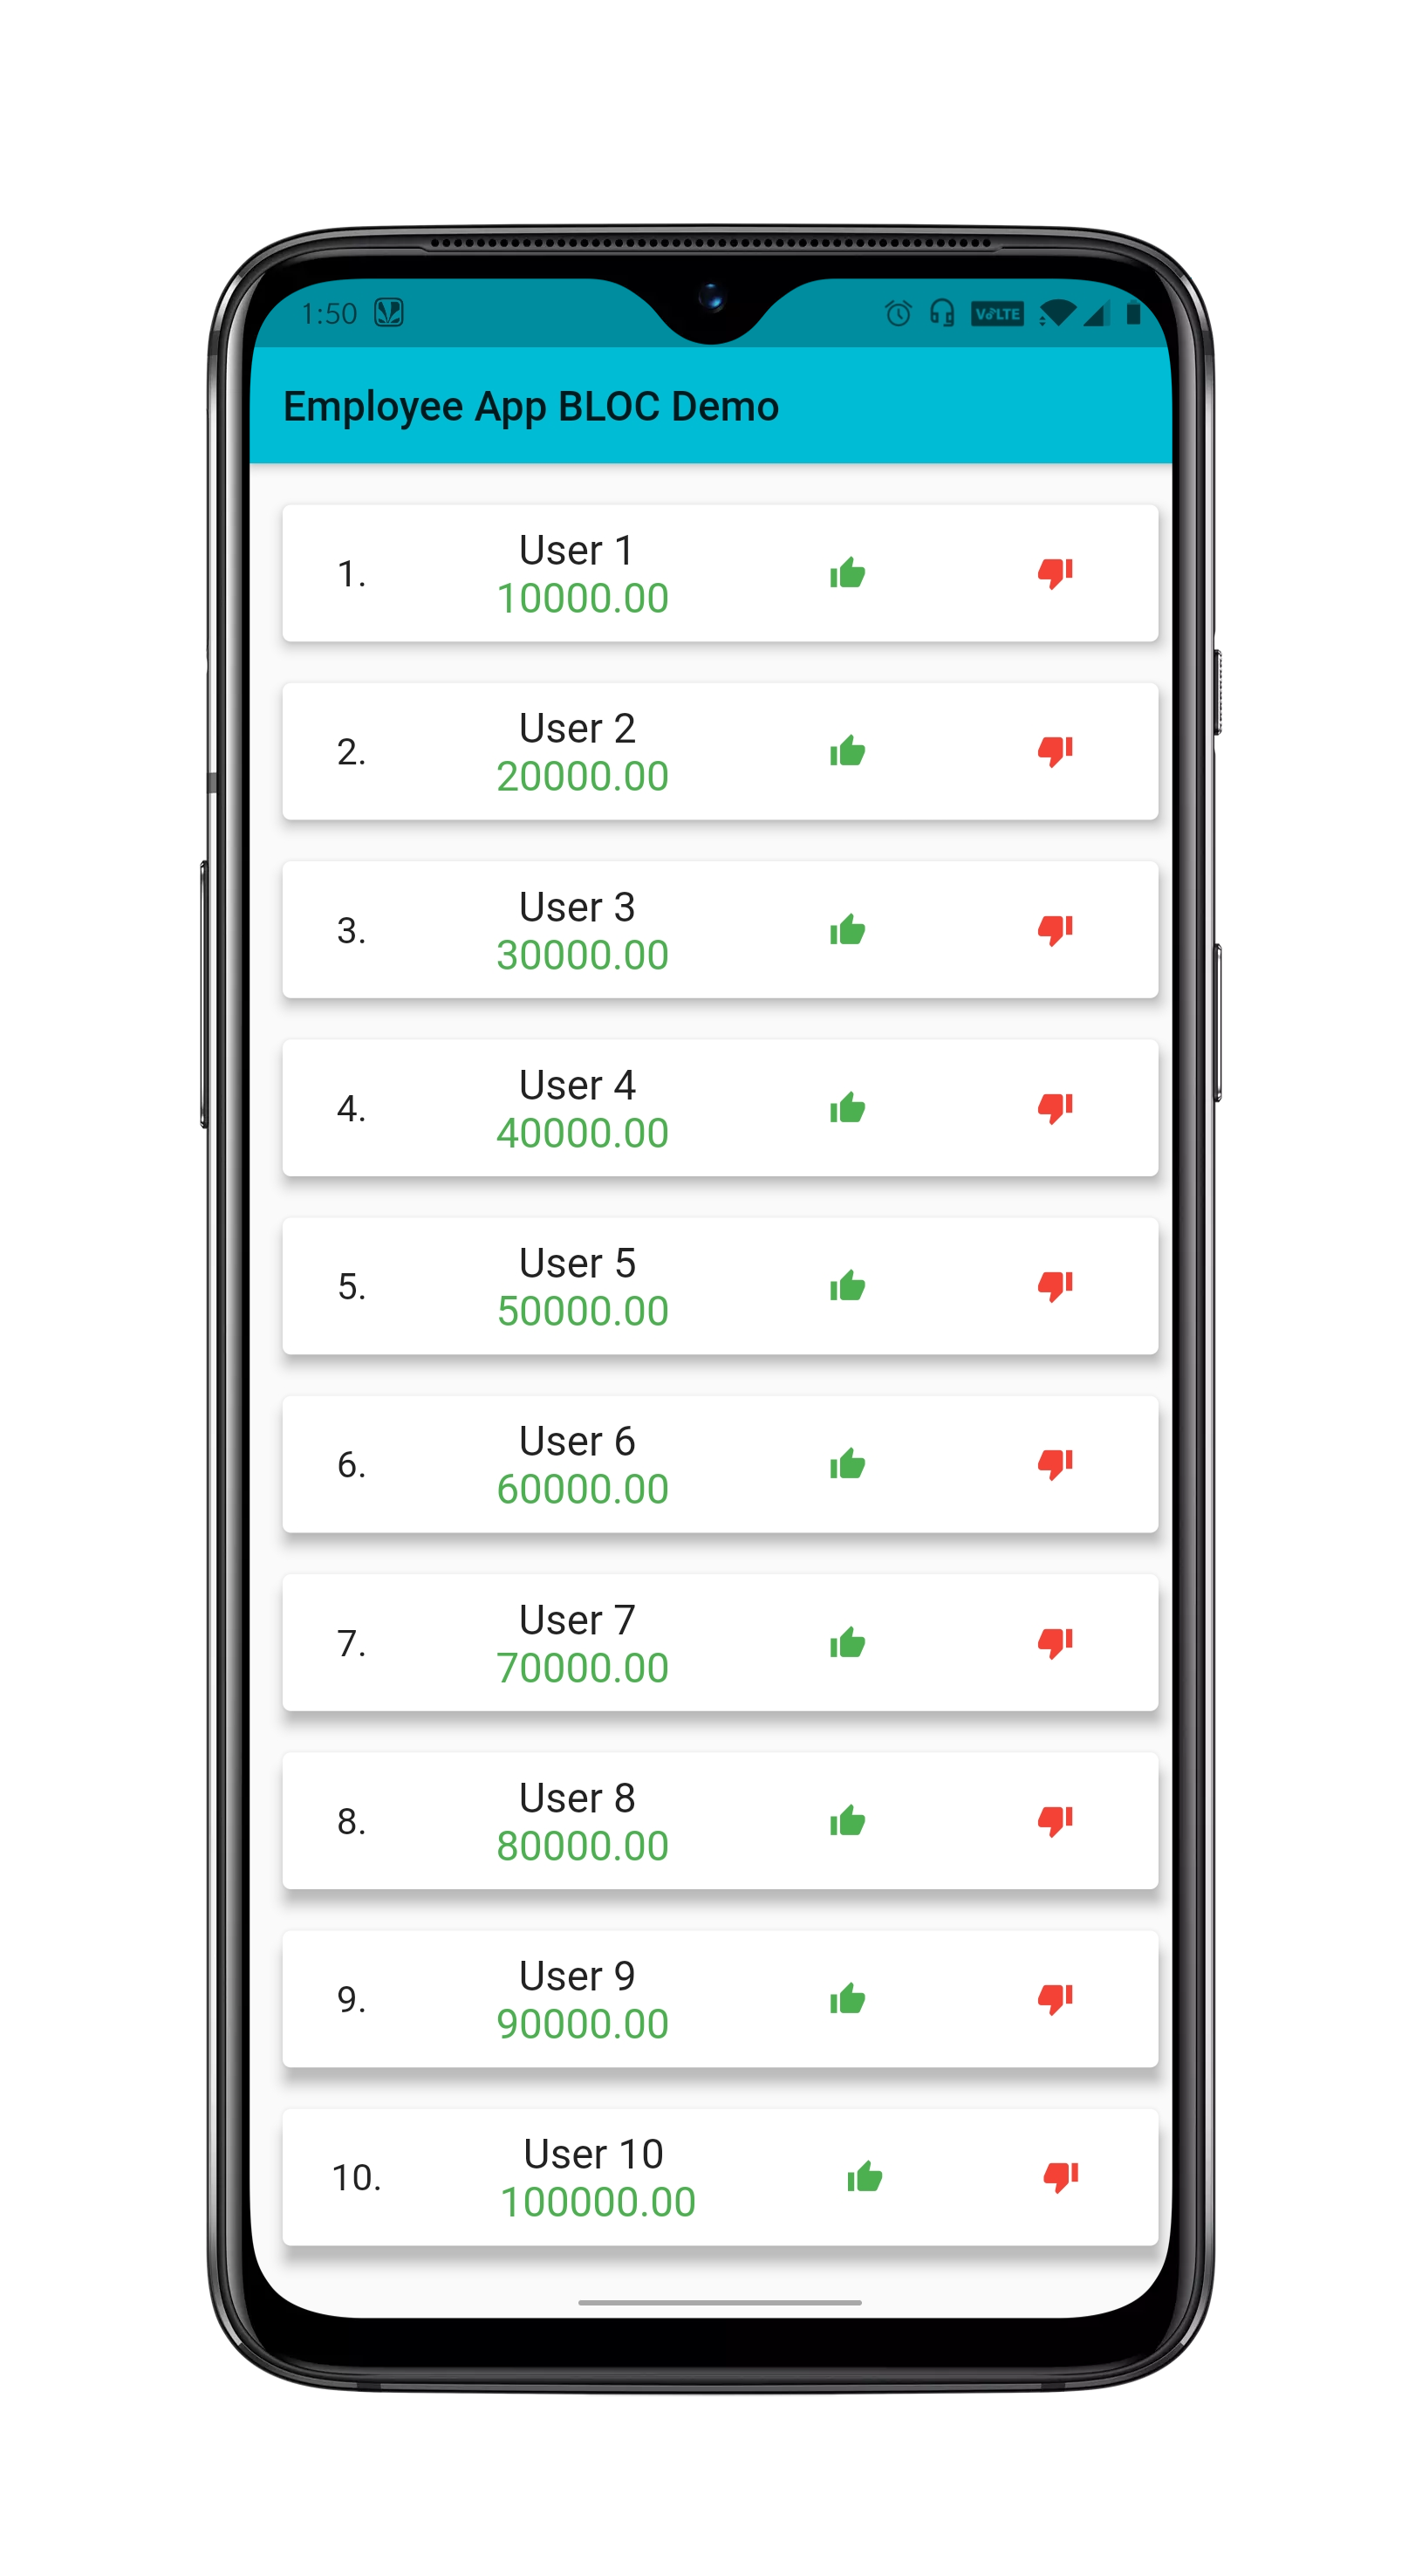 1:50 VoLTE
Employee App BLOC Demo
1.
User 1
10000.00
2.
User 2
20000.00
3.
User 3
30000.00
4.
User 4
40000.00
5.
User 5
50000.00
6.
User 6
60000.00
7.
User 7
70000.00
8.
User 8
80000.00
9.
User 9
90000.00
10.
User 10
100000.00